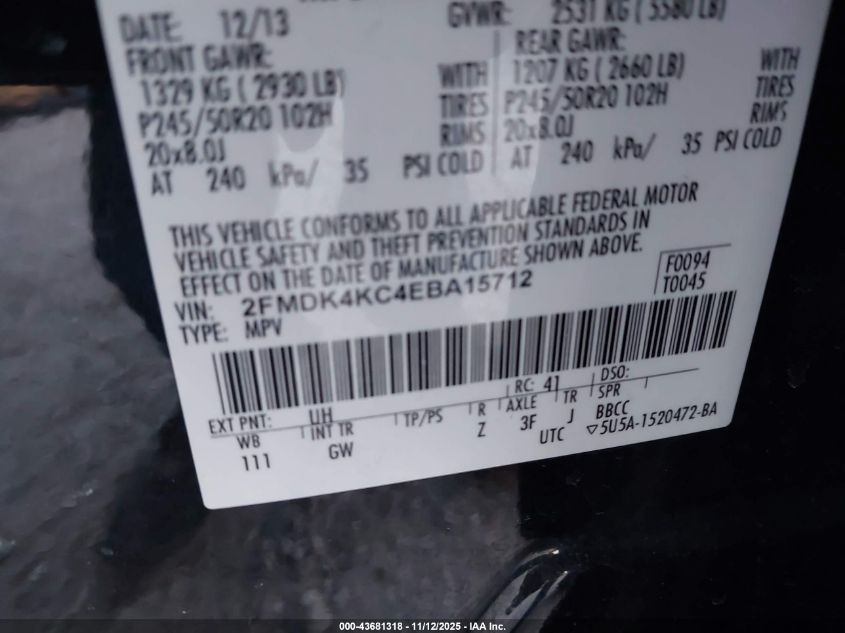 DATE: 12/13 GVWR: 2531 KG ( 5580 LB)
FRONT GAWR: REAR GAWR:
1329 KG ( 2930 LB) WITH 1207 KG ( 2660 LB) WITH
P245/50R20 102H TIRES P245/50R20 102H TIRES
20x8.0J RIMS 20x8.0J RIMS
AT 240 kPa/ 35 PSI COLD AT 240 kPa/ 35 PSI COLD
THIS VEHICLE CONFORMS TO ALL APPLICABLE FEDERAL MOTOR
VEHICLE SAFETY AND THEFT PREVENTION STANDARDS IN
EFFECT ON THE DATE OF MANUFACTURE SHOWN ABOVE.
F0094
T0045
VIN: 2FMDK4KC4EBA15712
TYPE: MPV
EXT PNT: UH RC: 41 DSO:
WB INT TR TP/PS R AXLE TR SPR
111 GW Z 3F J BBCC
UTC ▽5U5A-1520472-BA
000-43681318 - 11/12/2025 - IAA Inc.